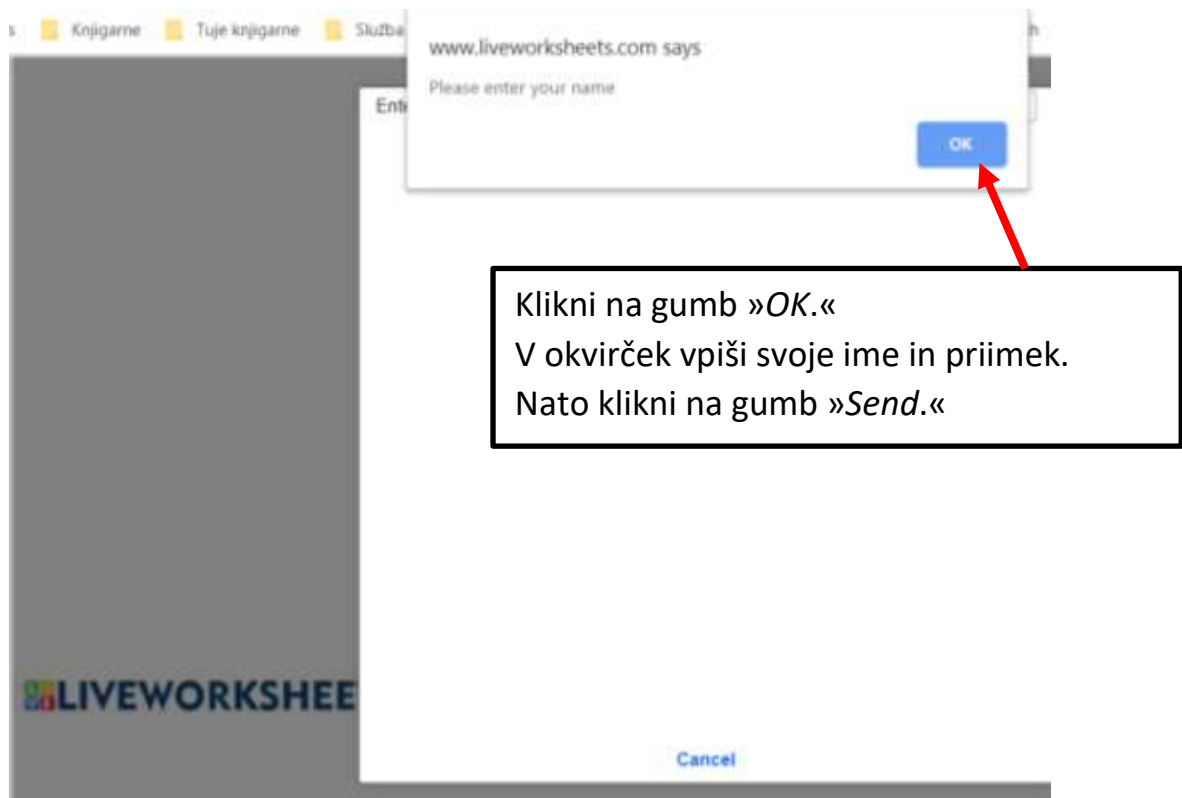 s Knjigarne Tuje knjigarne Služba
www.liveworksheets.com says
h
Please enter your name
Ente
OK
Klikni na gumb »OK.«
V okvirček vpiši svoje ime in priimek.
Nato klikni na gumb »Send.«
LIVEWORKSHEE
Cancel